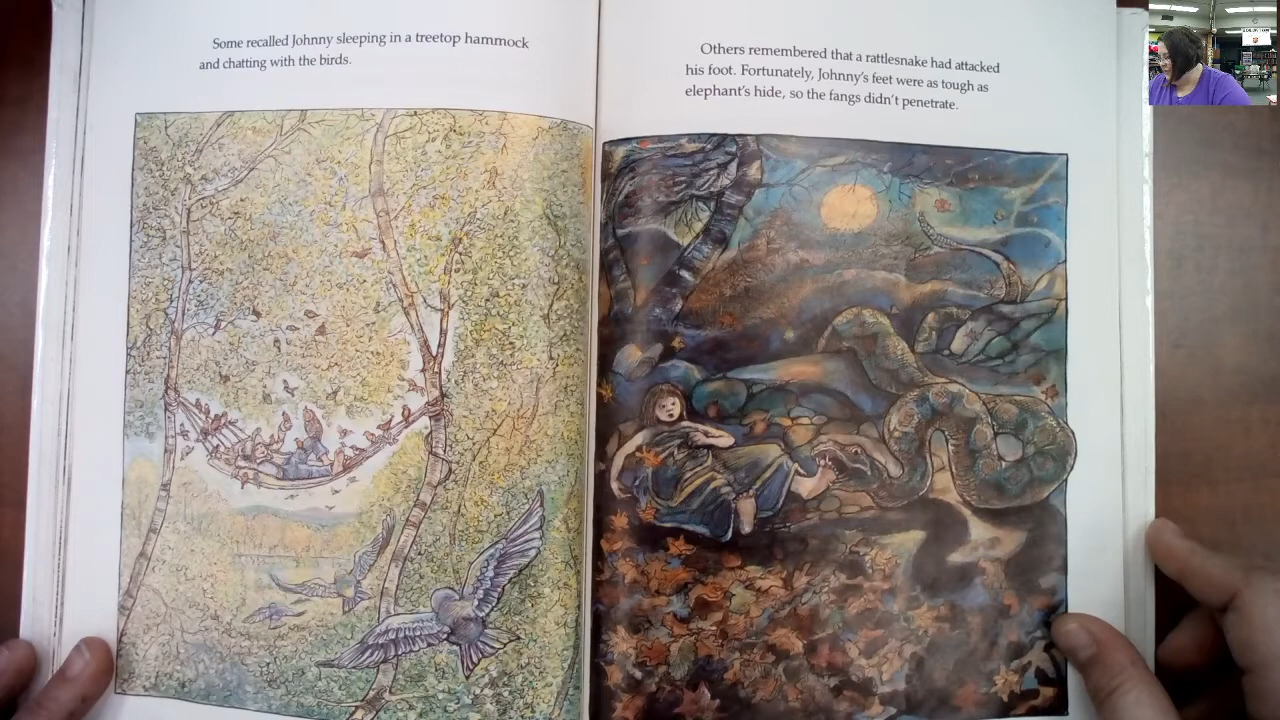 Some recalled Johnny sleeping in a treetop hammock
and chatting with the birds.
Others remembered that a rattlesnake had attacked
his foot. Fortunately, Johnny's feet were as tough as
elephant's hide, so the fangs didn't penetrate.